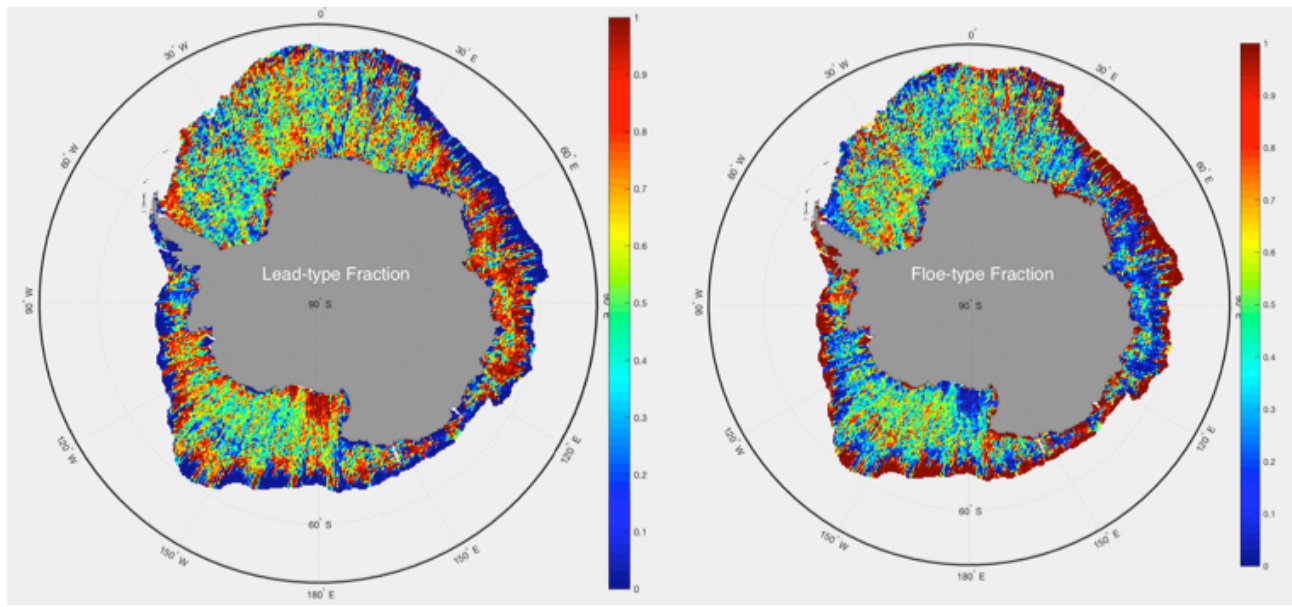 0°
30° W
30° E
60° W
60° E
90° W
Lead-type Fraction
90° S
90° E
120° W
120° E
60° S
150° W
150° E
180° E
1
0.9
0.8
0.7
0.6
0.5
0.4
0.3
0.2
0.1
0
0°
30° W
30° E
60° W
60° E
90° W
Floe-type Fraction
90° S
90° E
120° W
120° E
60° S
150° W
150° E
180° E
1
0.9
0.8
0.7
0.6
0.5
0.4
0.3
0.2
0.1
0